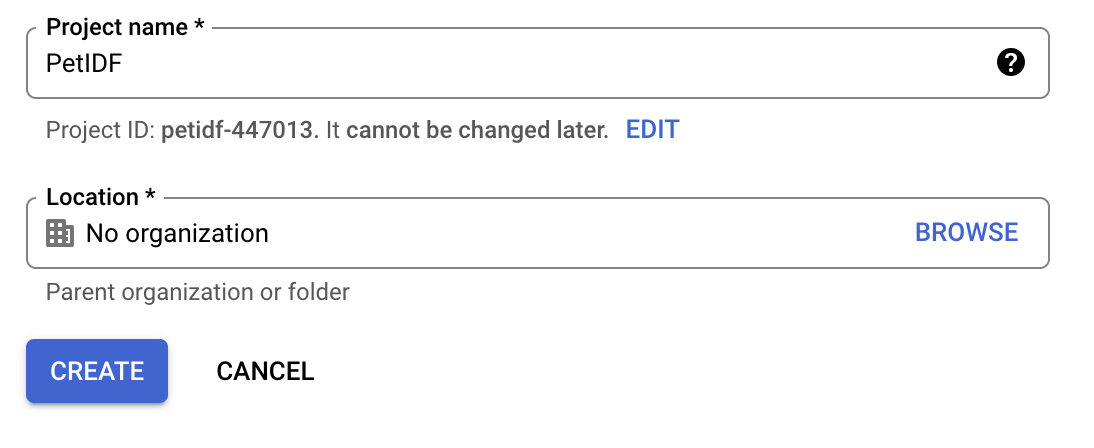 Project name *
PetIDF
Project ID: petidf-447013. It cannot be changed later. EDIT
Location *
No organization BROWSE
Parent organization or folder
CREATE CANCEL